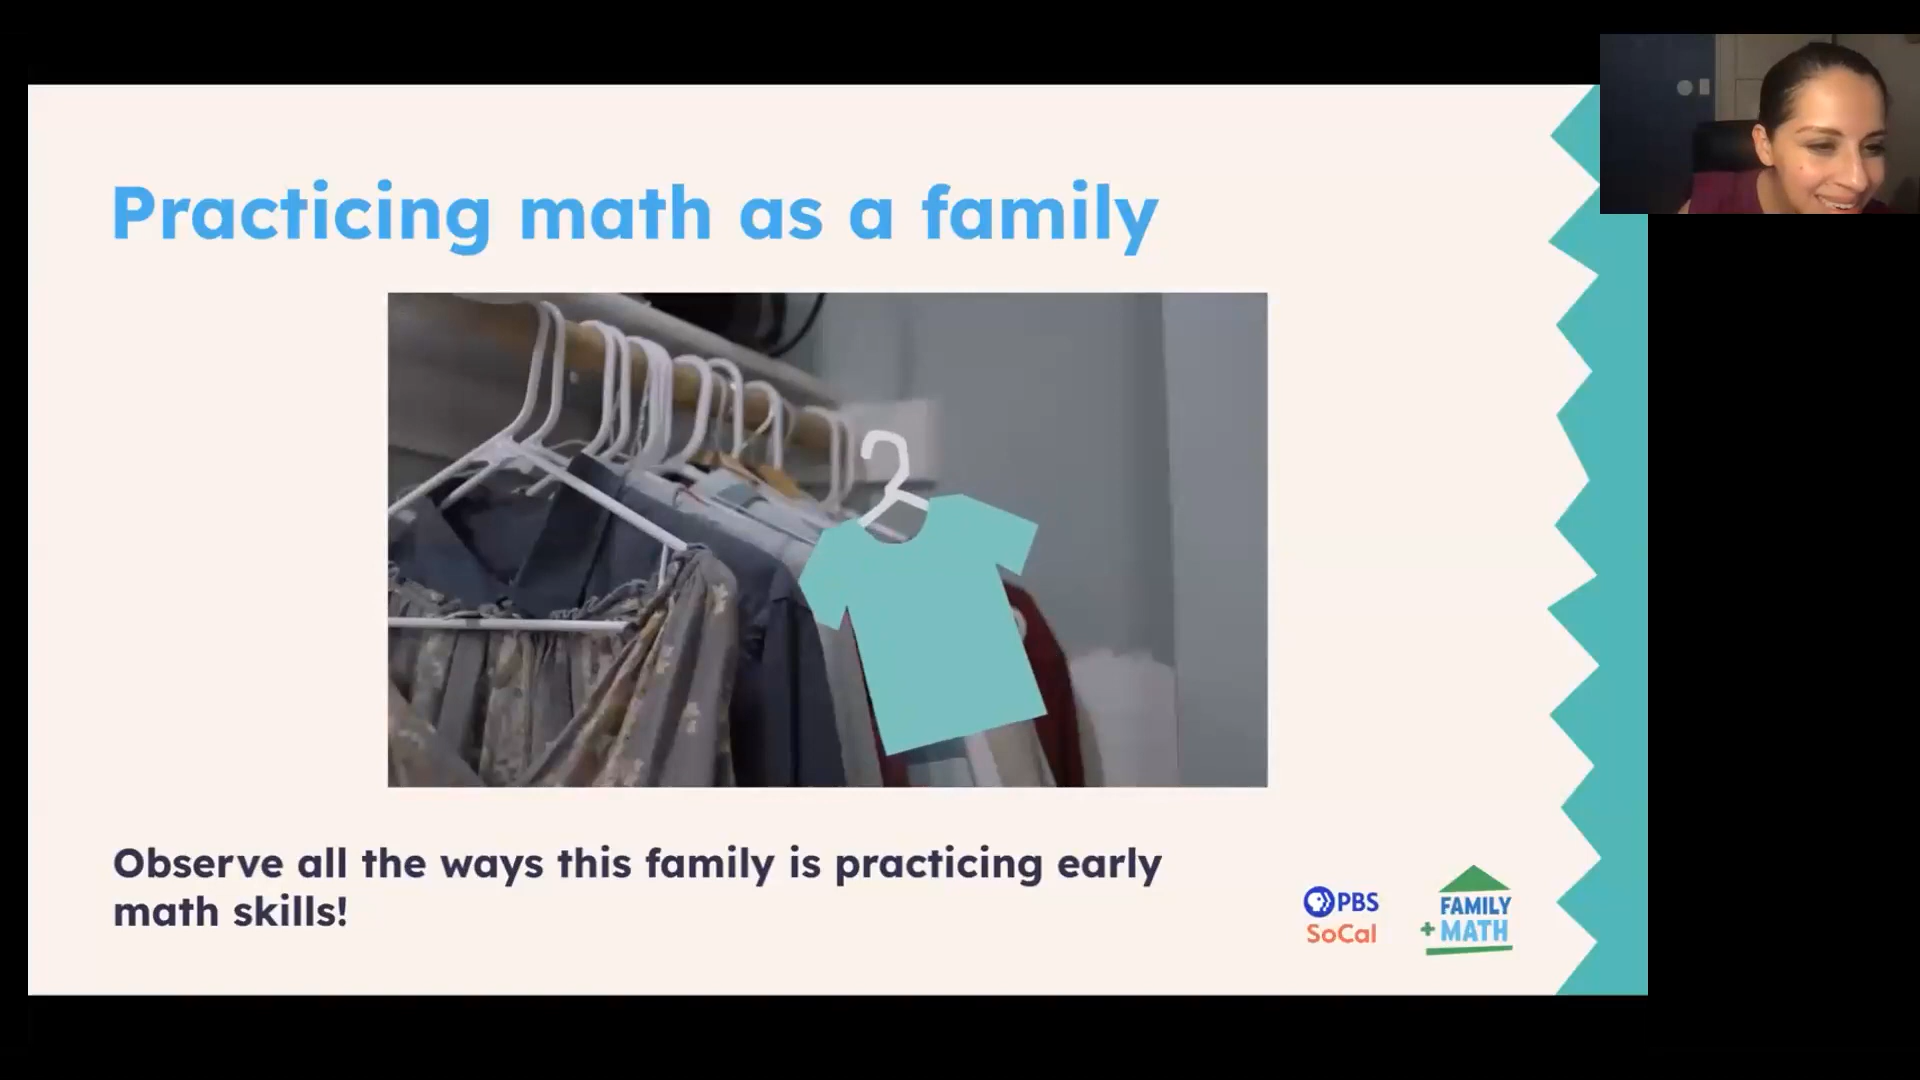 Practicing math as a family
Observe all the ways this family is practicing early
math skills!
PBS
SoCal
FAMILY
+MATH